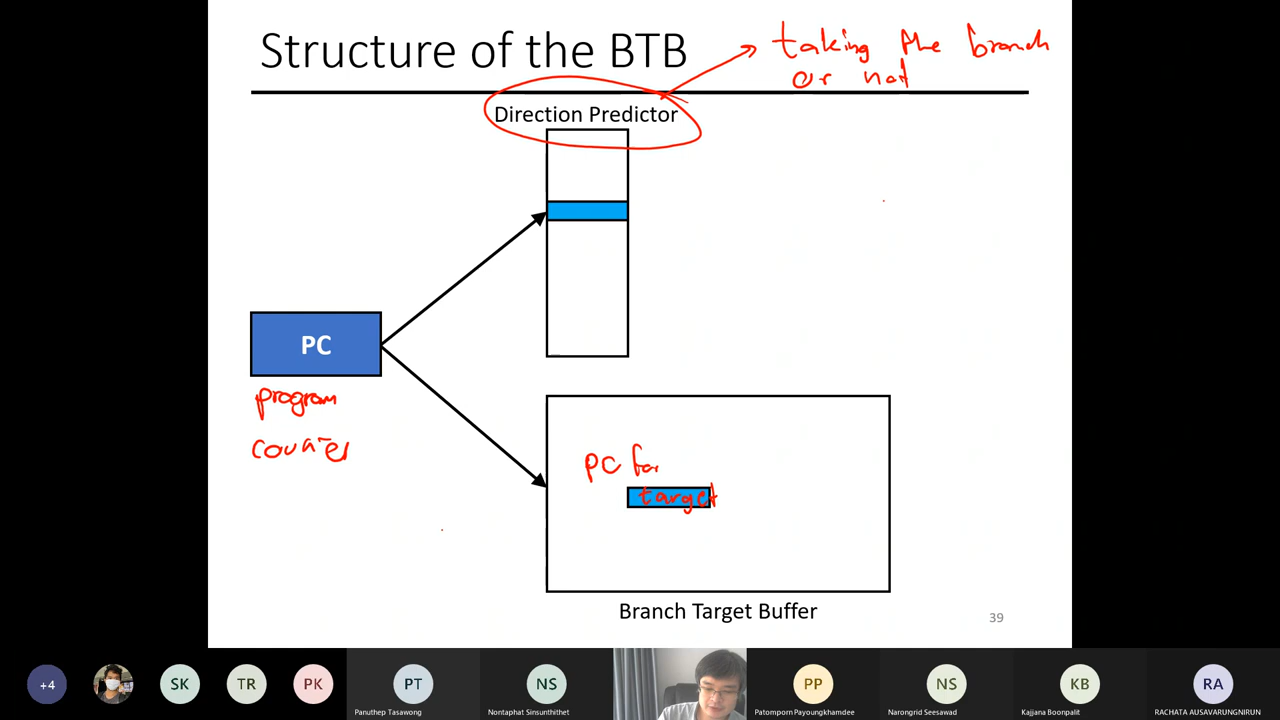 Structure of the BTB
taking the branch
or not
Direction Predictor
PC
program
counter
PC for
target
Branch Target Buffer
39
+4
SK
TR
PK
PT
NS
PP
NS
KB
RA
Panuthep Tasawong
Nontaphat Sinsunthithet
Patomporn Payoungkhamdee
Narongrid Seesawad
Kajjana Boonpalit
RACHATA AUSAVARUNGNIRUN